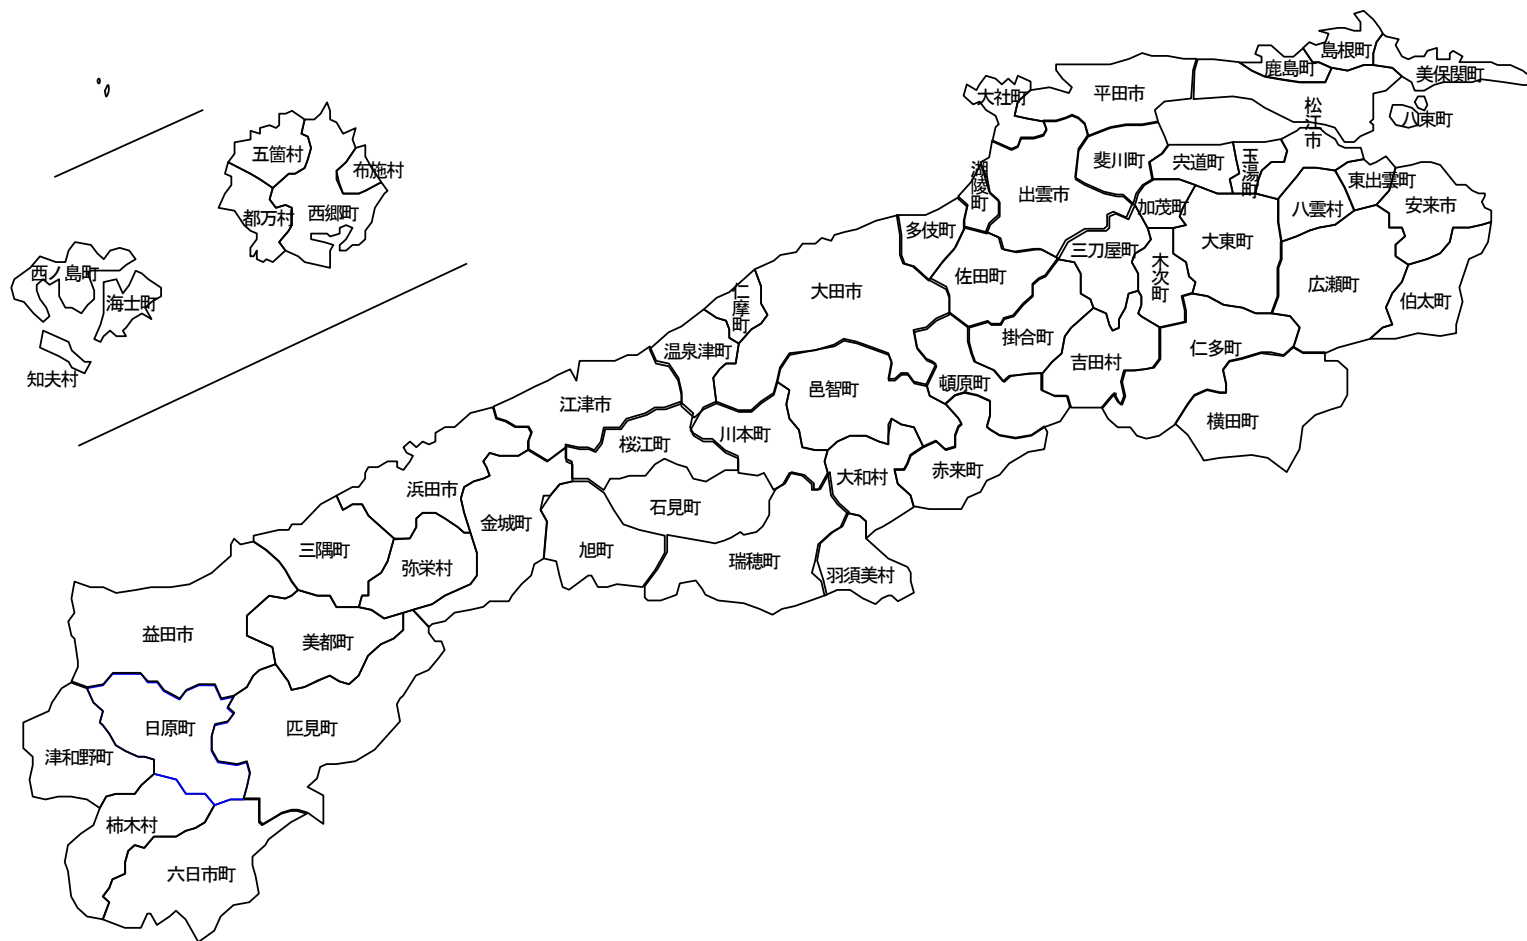 島根町
鹿島町
美保関町
平田市
大社町
松江市
八束町
五箇村
布施村
斐川町
宍道町
玉湯町
湖陵町
東出雲町
出雲市
都万村
西郷町
加茂町
八雲村
安来市
多伎町
三刀屋町
大東町
西ノ島町
佐田町
木次町
広瀬町
海士町
大田市
仁摩町
伯太町
温泉津町
掛合町
仁多町
吉田村
知夫村
頓原町
邑智町
江津市
横田町
川本町
桜江町
赤来町
大和村
浜田市
石見町
金城町
三隅町
旭町
瑞穂町
弥栄村
羽須美村
益田市
美都町
日原町
匹見町
津和野町
柿木村
六日市町